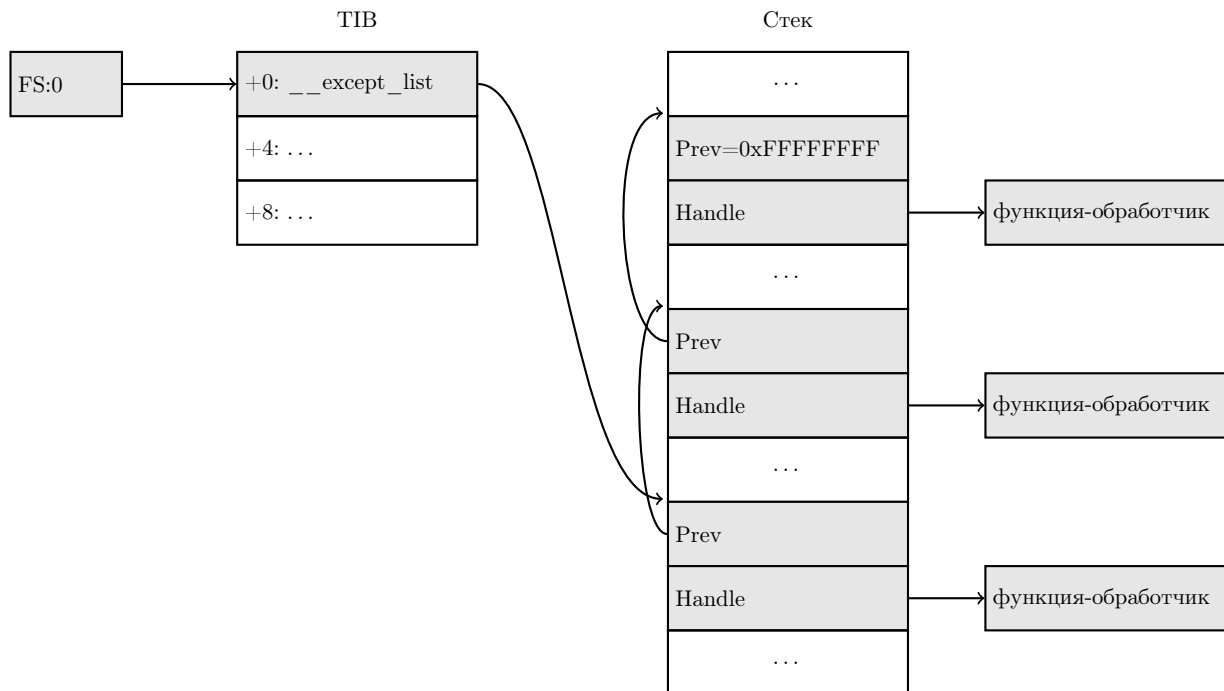 TIB
Стек
FS:0
+0: __except_list
+4: ...
+8: ...
...
Prev=0xFFFFFFFF
Handle
функция-обработчик
...
Prev
Handle
функция-обработчик
...
Prev
Handle
функция-обработчик
...